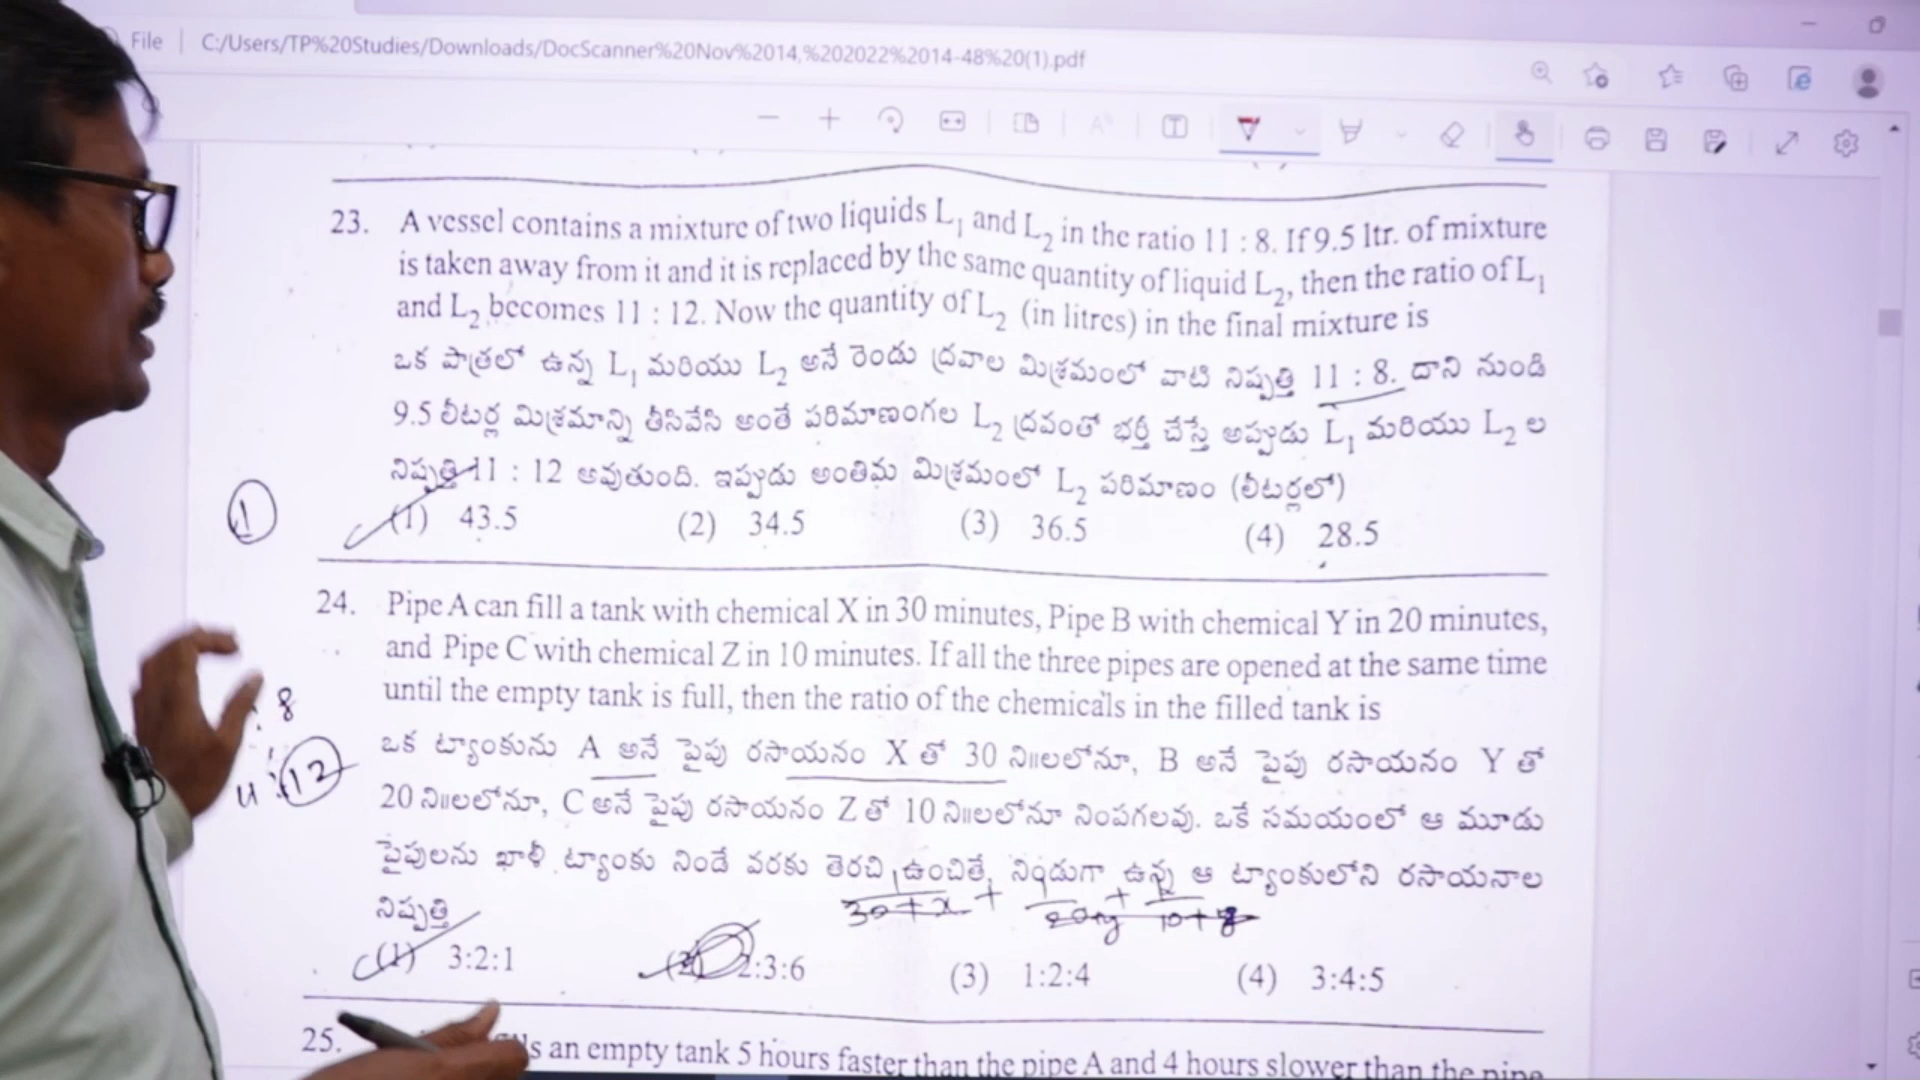 File | C:/Users/TP%20Studies/Downloads/DocScanner%20Nov%2014,%202022%2014-48%20(1).pdf
23. A vessel contains a mixture of two liquids L₁ and L₂ in the ratio 11 : 8. If 9.5 ltr. of mixture
is taken away from it and it is replaced by the same quantity of liquid L₂, then the ratio of L₁
and L₂ becomes 11 : 12. Now the quantity of L₂ (in litres) in the final mixture is
ఒక పాత్రలో ఉన్న L₁ మరియు L₂ అనే రెండు ద్రవాల మిశ్రమంలో వాటి నిష్పత్తి 11 : 8. దాని నుండి
9.5 లీటర్ల మిశ్రమాన్ని తీసివేసి అంతే పరిమాణంగల L₂ ద్రవంతో భర్తీ చేస్తే అప్పుడు L₁ మరియు L₂ ల
నిష్పత్తి 11 : 12 అవుతుంది. ఇప్పుడు అంతిమ మిశ్రమంలో L₂ పరిమాణం (లీటర్లలో)
1
(1) 43.5 (2) 34.5 (3) 36.5 (4) 28.5
24. Pipe A can fill a tank with chemical X in 30 minutes, Pipe B with chemical Y in 20 minutes,
and Pipe C with chemical Z in 10 minutes. If all the three pipes are opened at the same time
until the empty tank is full, then the ratio of the chemicals in the filled tank is
: 8
11 : 12
ఒక ట్యాంకును A అనే పైపు రసాయనం X తో 30 ని॥లలోనూ, B అనే పైపు రసాయనం Y తో
20 ని॥లలోనూ, C అనే పైపు రసాయనం Z తో 10 ని॥లలోనూ నింపగలవు. ఒకే సమయంలో ఆ మూడు
పైపులను ఖాళీ ట్యాంకు నిండే వరకు తెరచి ఉంచితే, నిండుగా ఉన్న ఆ ట్యాంకులోని రసాయనాల
నిష్పత్తి
(1) 3:2:1 (2) 2:3:6 (3) 1:2:4 (4) 3:4:5
25. s an empty tank 5 hours faster than the pipe A and 4 hours slower than the pipe